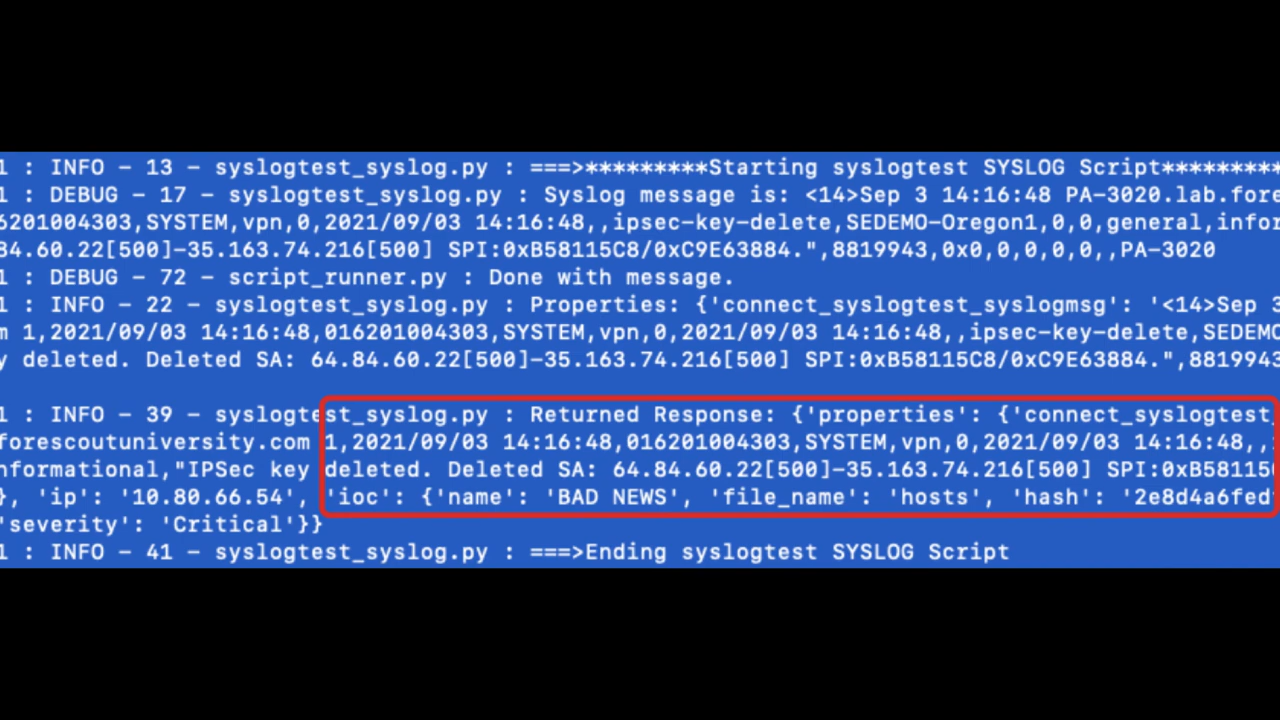 1 : INFO – 13 – syslogtest_syslog.py : ===>*********Starting syslogtest SYSLOG Script*********
1 : DEBUG – 17 – syslogtest_syslog.py : Syslog message is: <14>Sep 3 14:16:48 PA-3020.lab.fore
6201004303,SYSTEM,vpn,0,2021/09/03 14:16:48,,ipsec-key-delete,SEDEMO-Oregon1,0,0,general,infor
84.60.22[500]-35.163.74.216[500] SPI:0xB58115C8/0xC9E63884.",8819943,0x0,0,0,0,0,,PA-3020
1 : DEBUG – 72 – script_runner.py : Done with message.
1 : INFO – 22 – syslogtest_syslog.py : Properties: {'connect_syslogtest_syslogmsg': '<14>Sep 3
m 1,2021/09/03 14:16:48,016201004303,SYSTEM,vpn,0,2021/09/03 14:16:48,,ipsec-key-delete,SEDEMO
y deleted. Deleted SA: 64.84.60.22[500]-35.163.74.216[500] SPI:0xB58115C8/0xC9E63884.",8819943
1 : INFO – 39 – syslogtest_syslog.py : Returned Response: {'properties': {'connect_syslogtest_
forescoutuniversity.com 1,2021/09/03 14:16:48,016201004303,SYSTEM,vpn,0,2021/09/03 14:16:48,,
nformational,"IPSec key deleted. Deleted SA: 64.84.60.22[500]-35.163.74.216[500] SPI:0xB58115
}, 'ip': '10.80.66.54', 'ioc': {'name': 'BAD NEWS', 'file_name': 'hosts', 'hash': '2e8d4a6fed
'severity': 'Critical'}}
1 : INFO – 41 – syslogtest_syslog.py : ===>Ending syslogtest SYSLOG Script